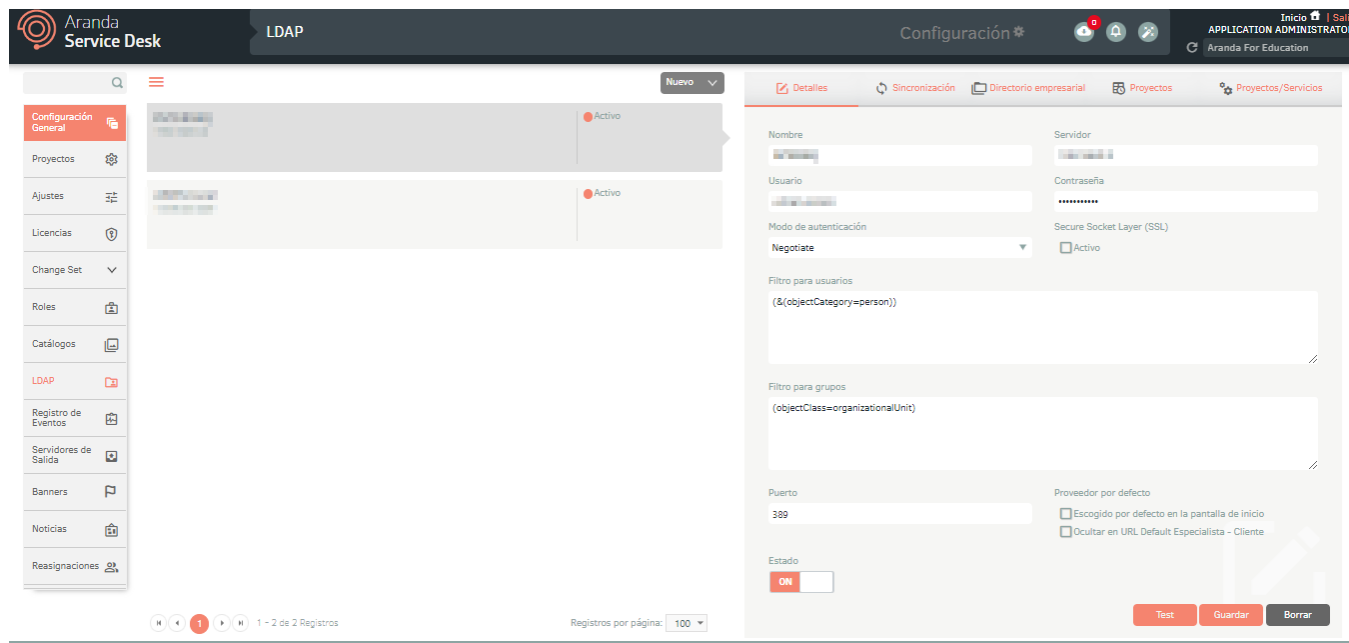 Aranda
Service Desk
LDAP
Configuración
0
Inicio | Sali
APPLICATION ADMINISTRATOR
Aranda For Education
Configuración
General
Proyectos
Ajustes
Licencias
Change Set
Roles
Catálogos
LDAP
Registro de
Eventos
Servidores de
Salida
Banners
Noticias
Reasignaciones
Nuevo
Activo
Activo
1
1 - 2 de 2 Registros
Registros por página: 100
Detalles
Sincronización
Directorio empresarial
Proyectos
Proyectos/Servicios
Nombre
Servidor
Usuario
Contraseña
•••••••••••
Modo de autenticación
Secure Socket Layer (SSL)
Negotiate
Activo
Filtro para usuarios
(&(objectCategory=person))
Filtro para grupos
(objectClass=organizationalUnit)
Puerto
Proveedor por defecto
389
Escogido por defecto en la pantalla de inicio
Ocultar en URL Default Especialista - Cliente
Estado
ON
Test
Guardar
Borrar